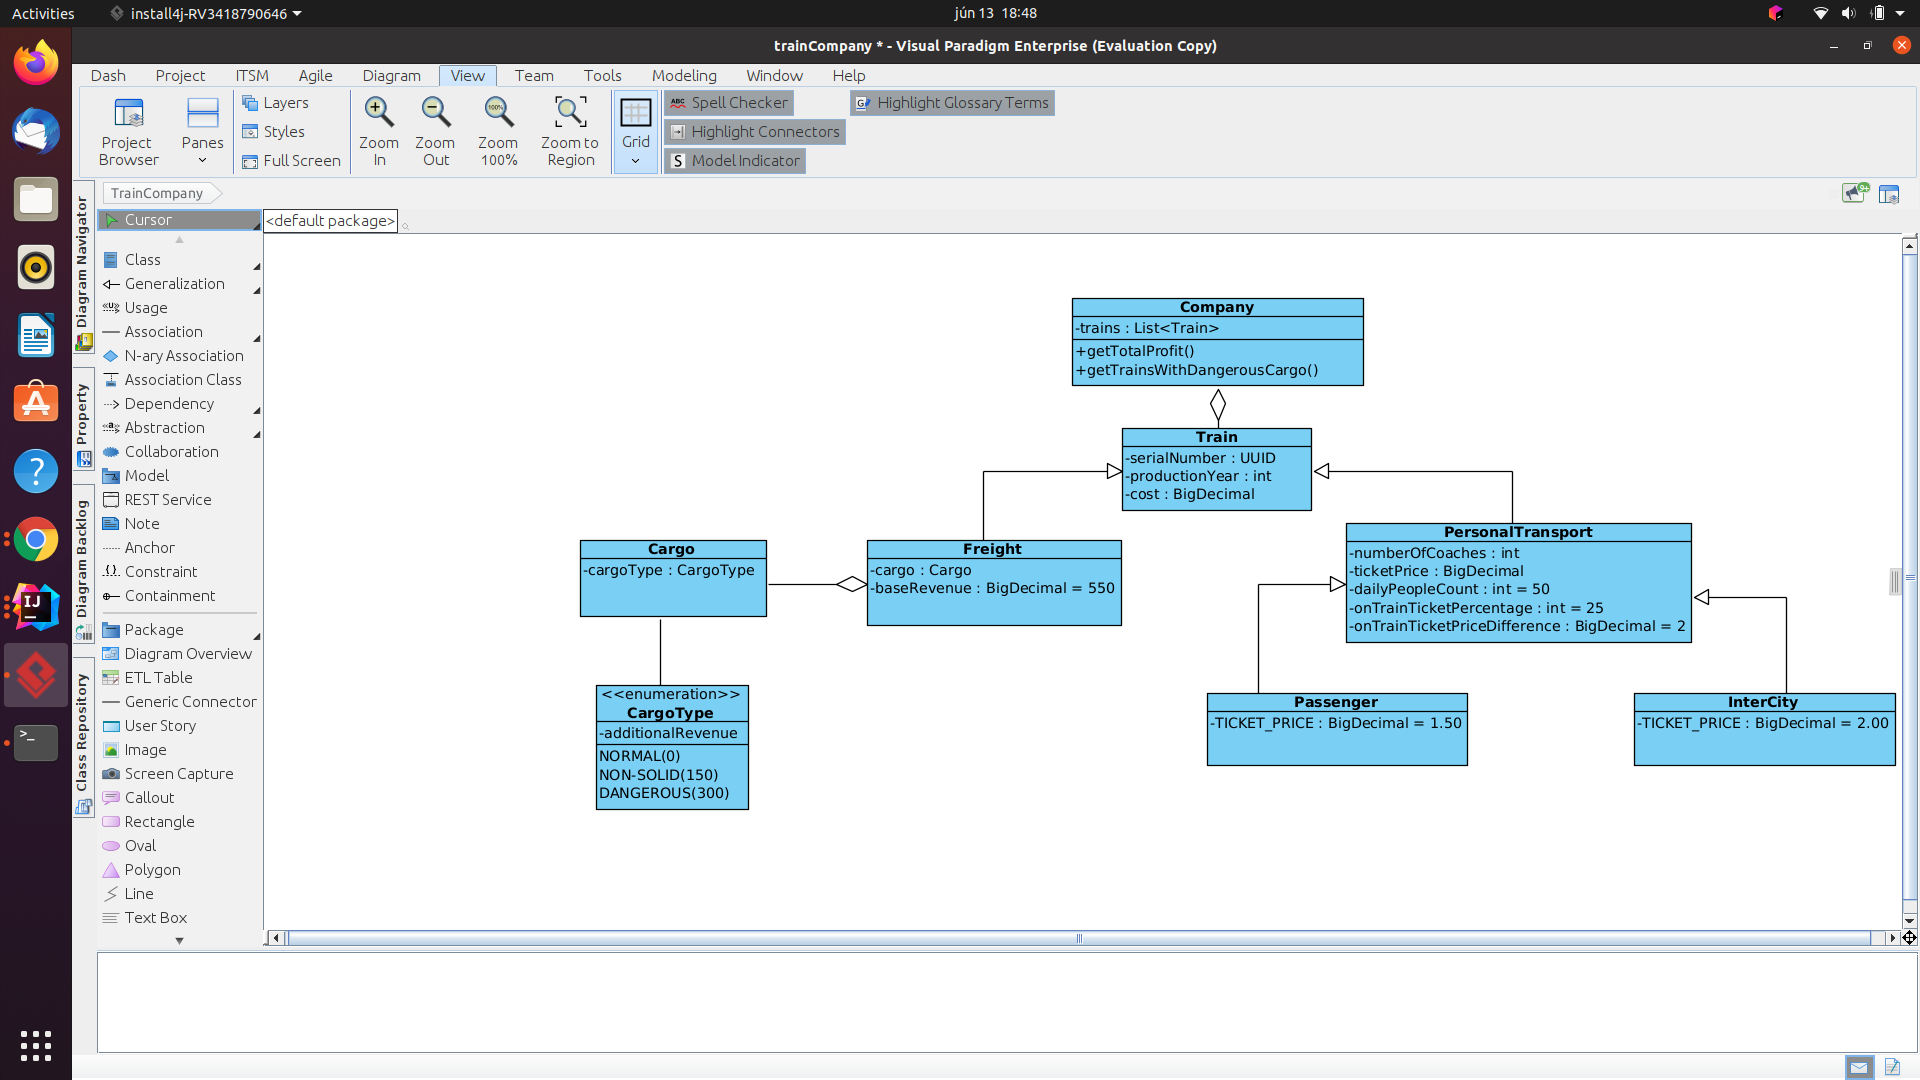 Activities
install4j-RV3418790646
jún 13 18:48
trainCompany * - Visual Paradigm Enterprise (Evaluation Copy)
Dash Project ITSM Agile Diagram View Team Tools Modeling Window Help
Project Browser
Panes
Layers
Styles
Full Screen
Zoom In
Zoom Out
100%
Zoom 100%
Zoom to Region
Grid
ABC Spell Checker
Highlight Connectors
S Model Indicator
G Highlight Glossary Terms
TrainCompany
9+
Diagram Navigator
Property
Diagram Backlog
Class Repository
Cursor
<default package>
Class
Generalization
Usage
Association
N-ary Association
Association Class
Dependency
Abstraction
Collaboration
Model
REST Service
Note
Anchor
Constraint
Containment
Package
Diagram Overview
ETL Table
Generic Connector
User Story
Image
Screen Capture
Callout
Rectangle
Oval
Polygon
Line
Text Box
Company
-trains : List<Train>
+getTotalProfit()
+getTrainsWithDangerousCargo()
Train
-serialNumber : UUID
-productionYear : int
-cost : BigDecimal
Cargo
-cargoType : CargoType
Freight
-cargo : Cargo
-baseRevenue : BigDecimal = 550
PersonalTransport
-numberOfCoaches : int
-ticketPrice : BigDecimal
-dailyPeopleCount : int = 50
-onTrainTicketPercentage : int = 25
-onTrainTicketPriceDifference : BigDecimal = 2
<<enumeration>>
CargoType
-additionalRevenue
NORMAL(0)
NON-SOLID(150)
DANGEROUS(300)
Passenger
-TICKET_PRICE : BigDecimal = 1.50
InterCity
-TICKET_PRICE : BigDecimal = 2.00
IJ
>_